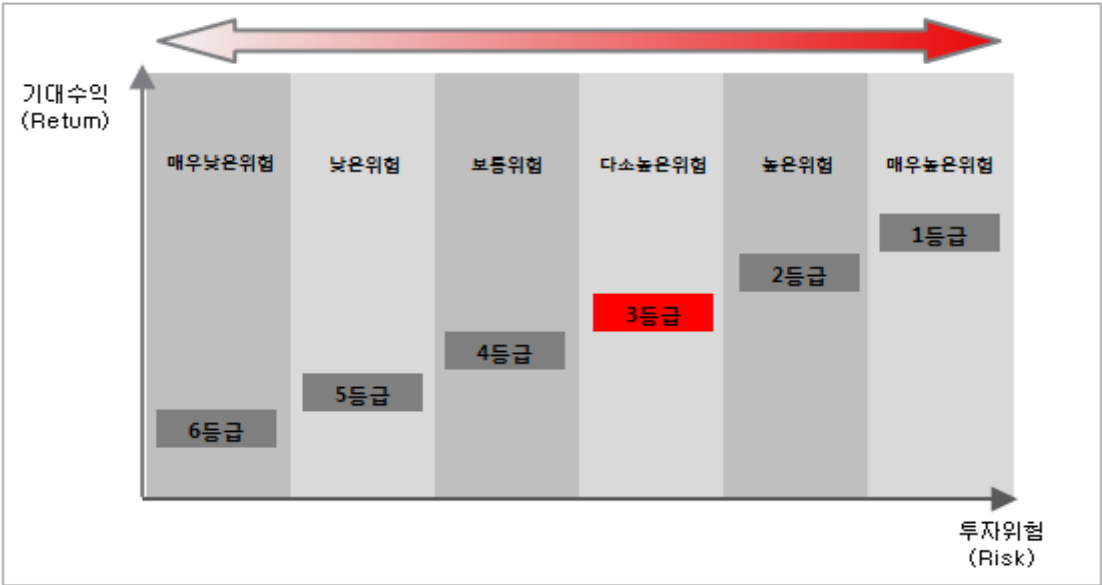 기대수익
(Return)
매우낮은위험
낮은위험
보통위험
다소높은위험
높은위험
매우높은위험
1등급
2등급
3등급
4등급
5등급
6등급
투자위험
(Risk)